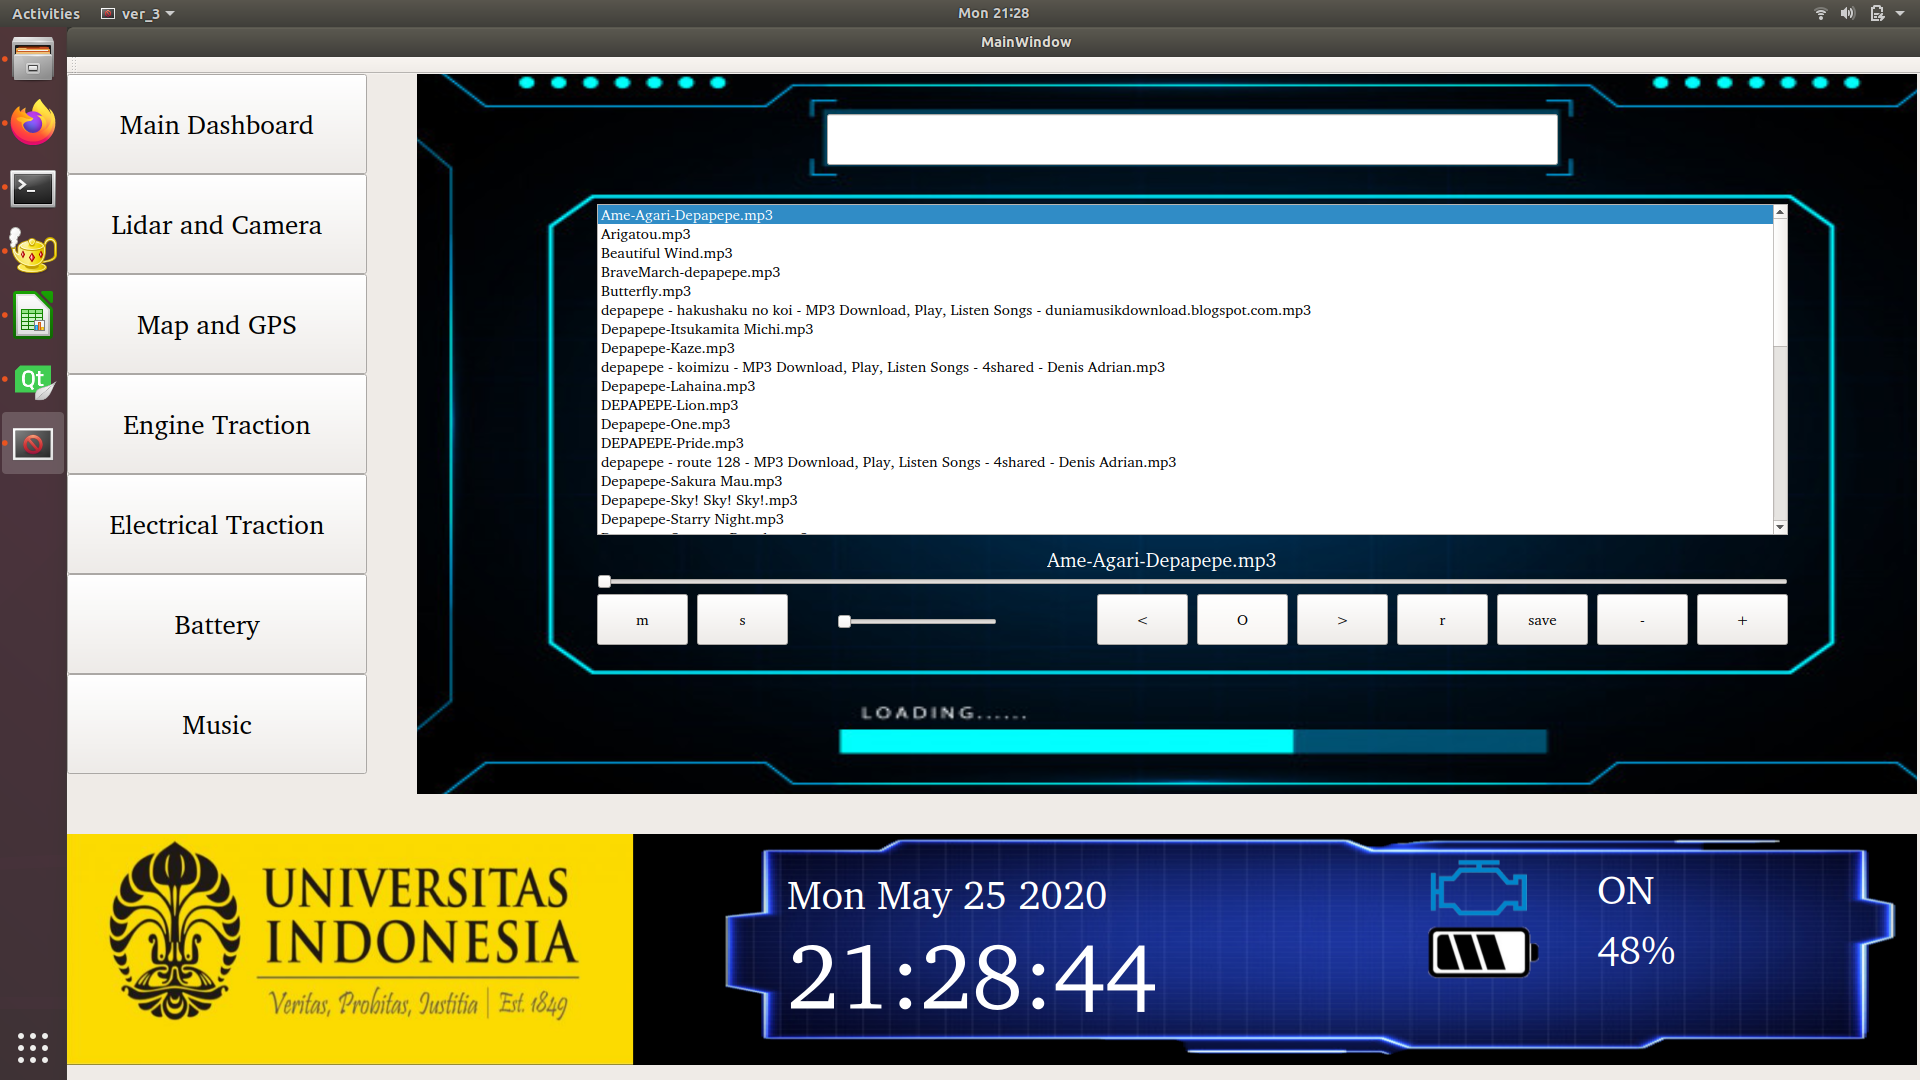 Activities
ver_3
Mon 21:28
MainWindow
Main Dashboard
Lidar and Camera
Map and GPS
Engine Traction
Electrical Traction
Battery
Music
Qt
Ame-Agari-Depapepe.mp3
Arigatou.mp3
Beautiful Wind.mp3
BraveMarch-depapepe.mp3
Butterfly.mp3
depapepe - hakushaku no koi - MP3 Download, Play, Listen Songs - duniamusikdownload.blogspot.com.mp3
Depapepe-Itsukamita Michi.mp3
Depapepe-Kaze.mp3
depapepe - koimizu - MP3 Download, Play, Listen Songs - 4shared - Denis Adrian.mp3
Depapepe-Lahaina.mp3
DEPAPEPE-Lion.mp3
Depapepe-One.mp3
DEPAPEPE-Pride.mp3
depapepe - route 128 - MP3 Download, Play, Listen Songs - 4shared - Denis Adrian.mp3
Depapepe-Sakura Mau.mp3
Depapepe-Sky! Sky! Sky!.mp3
Depapepe-Starry Night.mp3
Ame-Agari-Depapepe.mp3
m s < O > r save - +
LOADING......
UNIVERSITAS
INDONESIA
Veritas, Probitas, Iustitia | Est. 1849
Mon May 25 2020
21:28:44
ON
48%